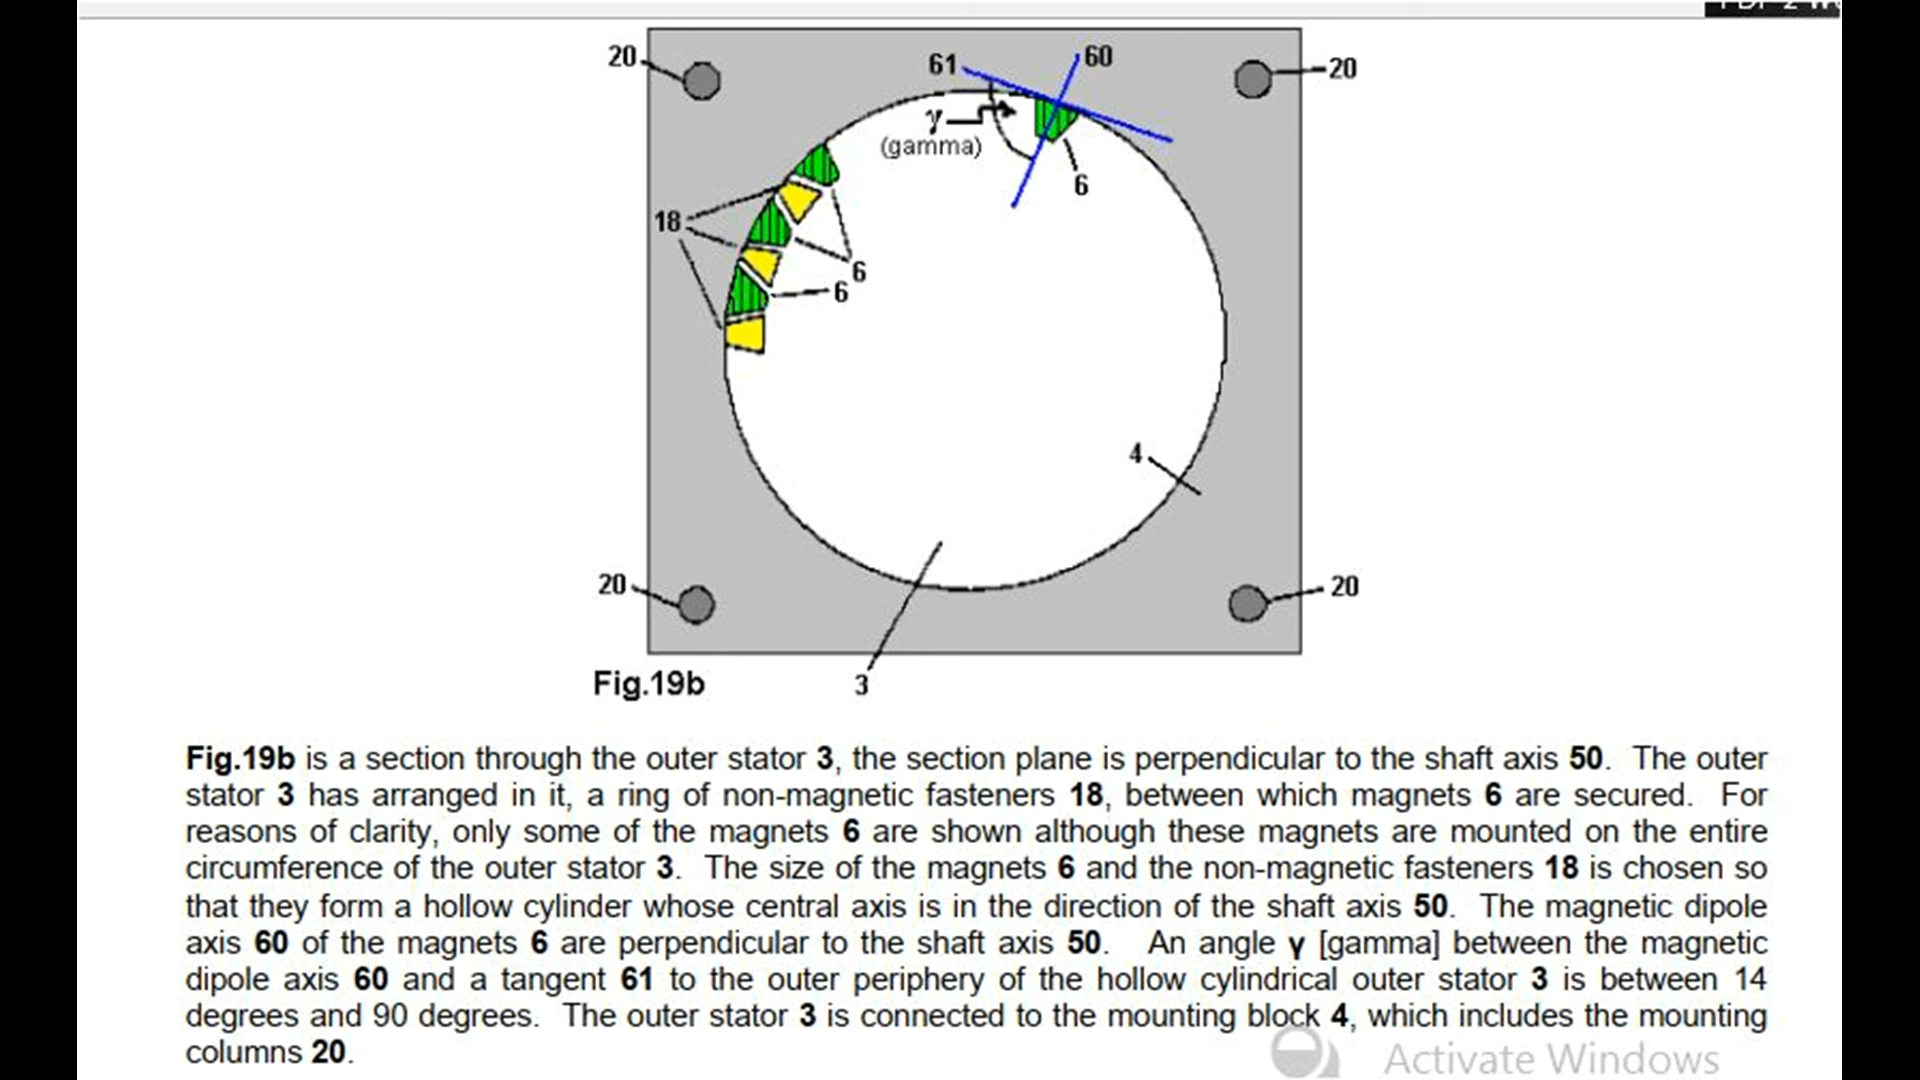 20
61
60
20
γ
(gamma)
6
18
6
6
4
20
20
Fig.19b
3
Fig.19b is a section through the outer stator 3, the section plane is perpendicular to the shaft axis 50. The outer
stator 3 has arranged in it, a ring of non-magnetic fasteners 18, between which magnets 6 are secured. For
reasons of clarity, only some of the magnets 6 are shown although these magnets are mounted on the entire
circumference of the outer stator 3. The size of the magnets 6 and the non-magnetic fasteners 18 is chosen so
that they form a hollow cylinder whose central axis is in the direction of the shaft axis 50. The magnetic dipole
axis 60 of the magnets 6 are perpendicular to the shaft axis 50. An angle γ [gamma] between the magnetic
dipole axis 60 and a tangent 61 to the outer periphery of the hollow cylindrical outer stator 3 is between 14
degrees and 90 degrees. The outer stator 3 is connected to the mounting block 4, which includes the mounting
columns 20.
Activate Windows